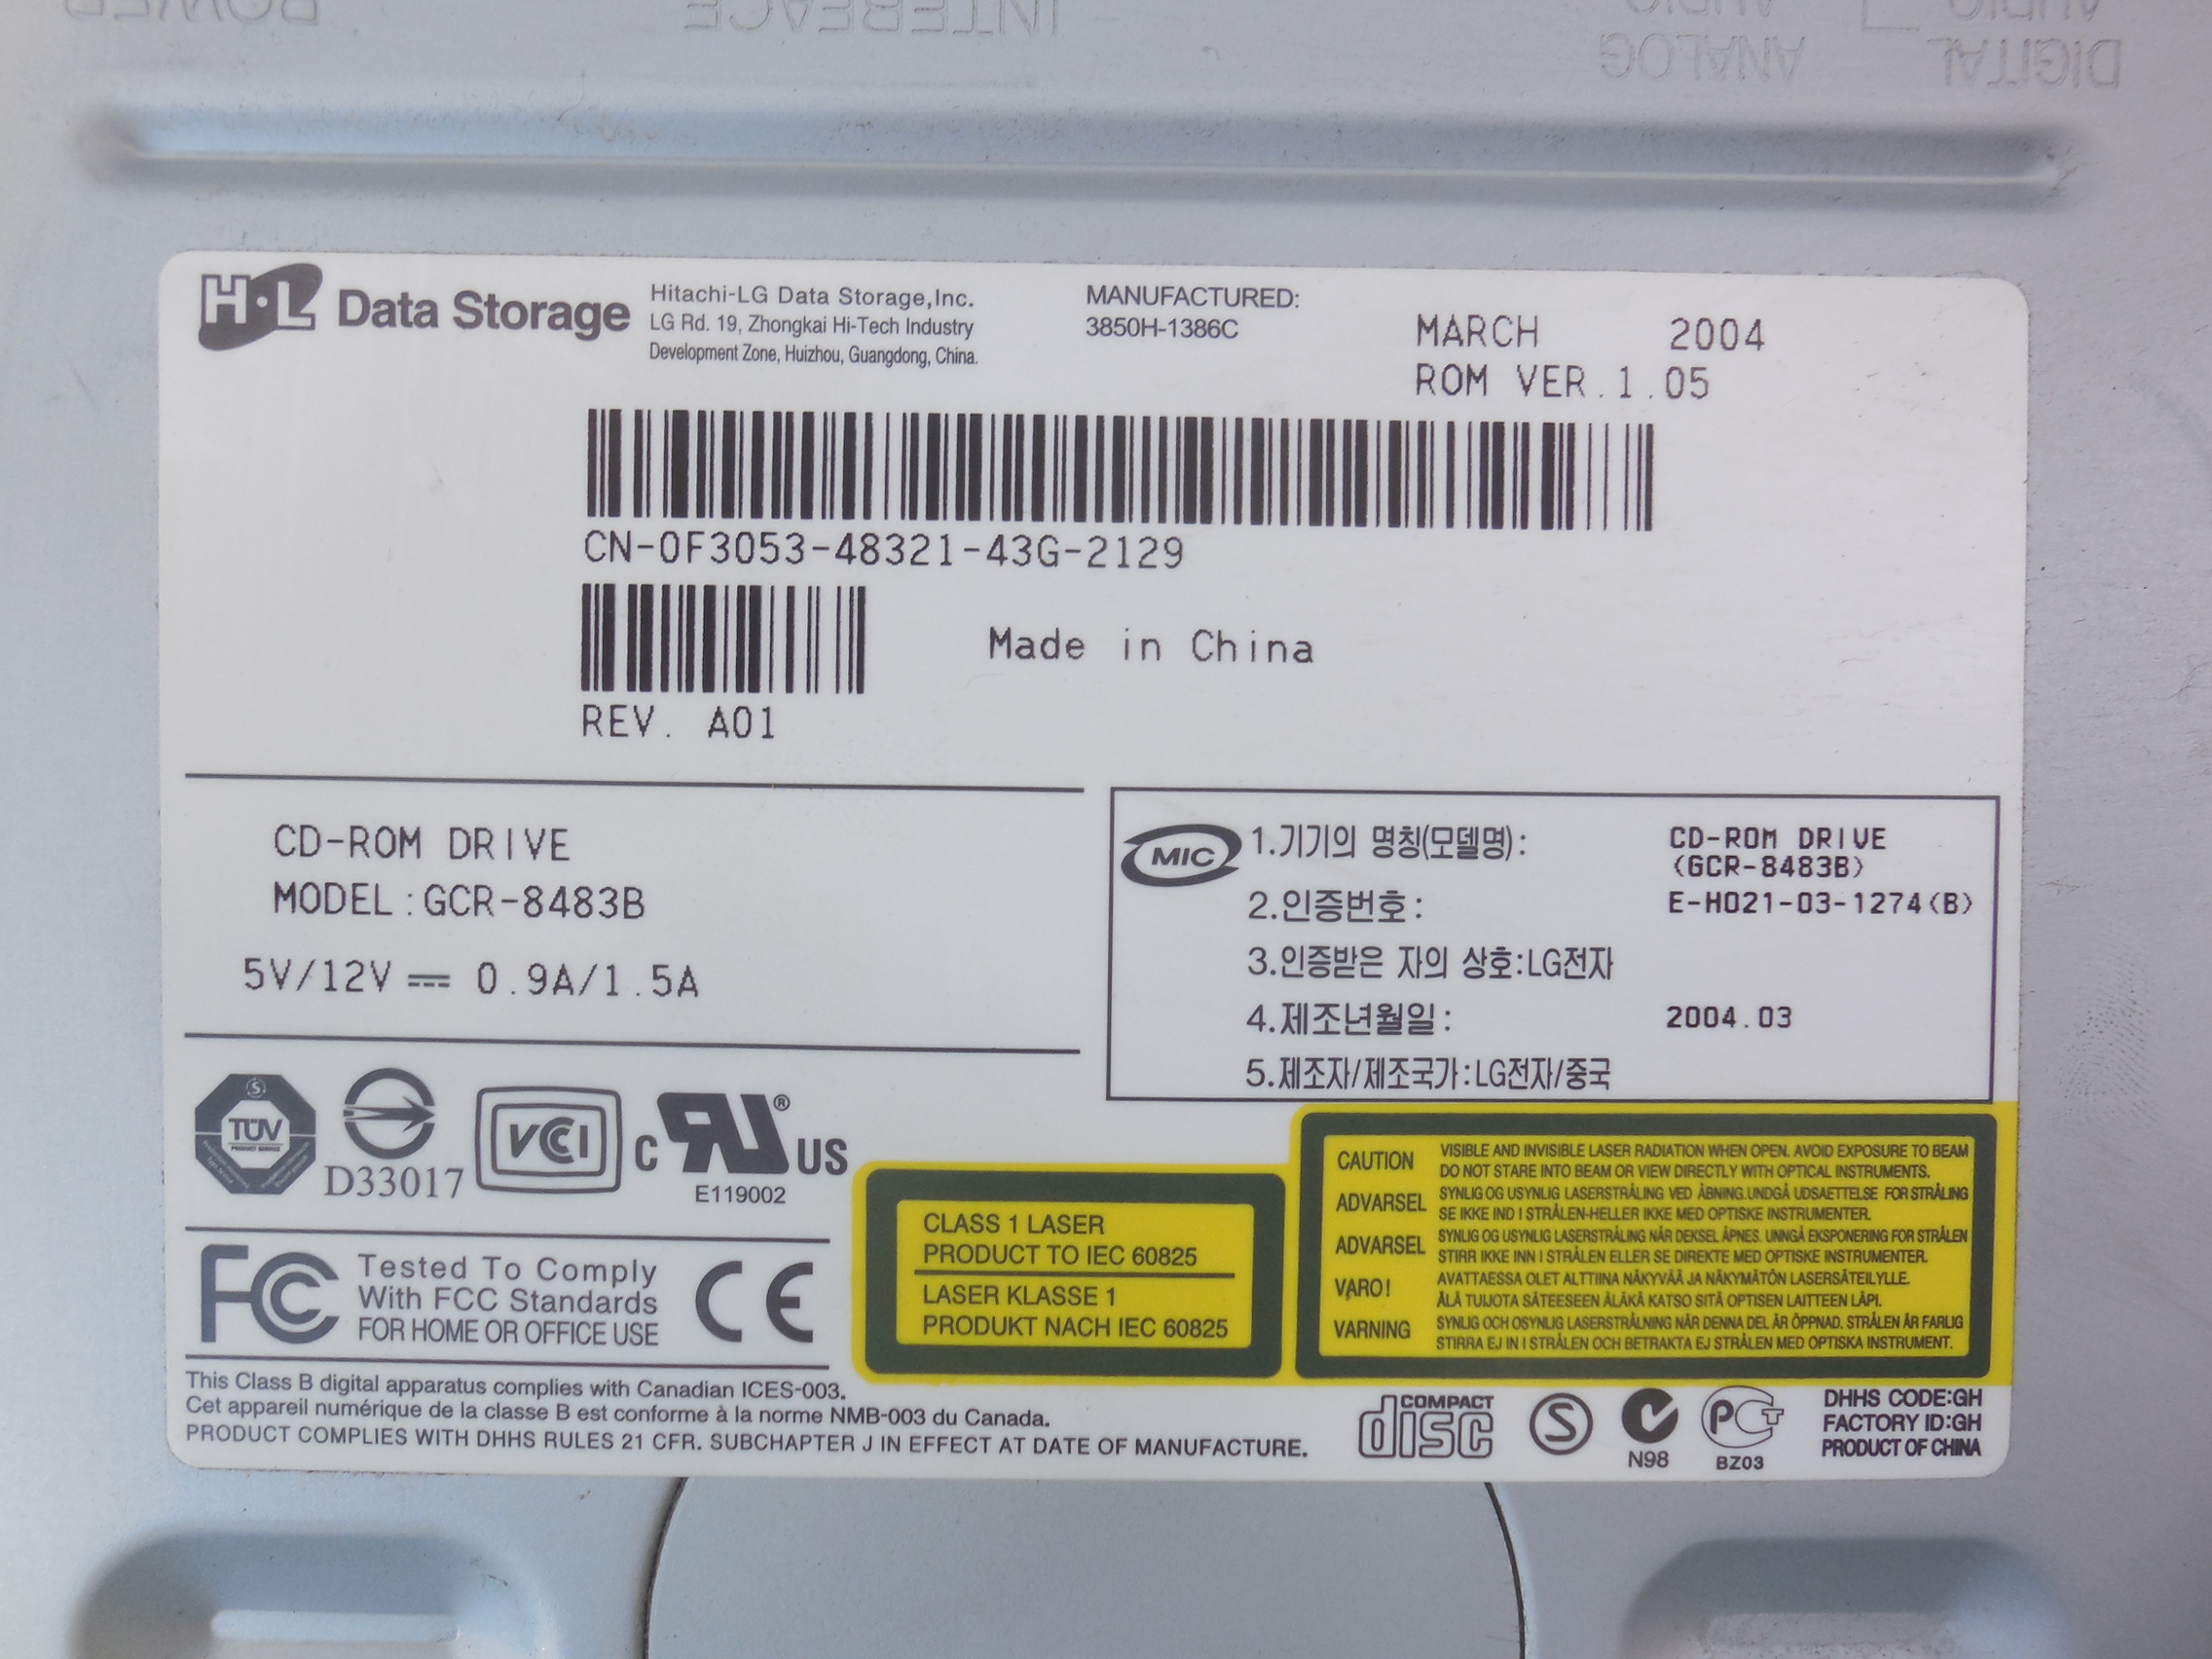 POWER
INTERFACE
ANALOG
AUDIO
DIGITAL
AUDIO
H·L Data Storage
Hitachi-LG Data Storage,Inc.
LG Rd. 19, Zhongkai Hi-Tech Industry
Development Zone, Huizhou, Guangdong, China.
MANUFACTURED:
3850H-1386C
MARCH 2004
ROM VER.1.05
CN-0F3053-48321-43G-2129
Made in China
REV. A01
CD-ROM DRIVE
MODEL:GCR-8483B
5V/12V ⎓ 0.9A/1.5A
MIC
1.기기의 명칭(모델명): CD-ROM DRIVE
(GCR-8483B)
2.인증번호: E-H021-03-1274(B)
3.인증받은 자의 상호:LG전자
4.제조년월일: 2004.03
5.제조자/제조국가:LG전자/중국
S
TÜV
PRODUCT SERVICE
D33017
VCCI
C RU® US
E119002
FCC
Tested To Comply
With FCC Standards
FOR HOME OR OFFICE USE
CE
CLASS 1 LASER
PRODUCT TO IEC 60825
LASER KLASSE 1
PRODUKT NACH IEC 60825
CAUTION VISIBLE AND INVISIBLE LASER RADIATION WHEN OPEN. AVOID EXPOSURE TO BEAM
DO NOT STARE INTO BEAM OR VIEW DIRECTLY WITH OPTICAL INSTRUMENTS.
ADVARSEL SYNLIG OG USYNLIG LASERSTRÅLING VED ÅBNING.UNDGÅ UDSAETTELSE FOR STRÅLING
SE IKKE IND I STRÅLEN-HELLER IKKE MED OPTISKE INSTRUMENTER.
ADVARSEL SYNLIG OG USYNLIG LASERSTRÅLING NÅR DEKSEL ÅPNES. UNNGÅ EKSPONERING FOR STRÅLEN
STIRR IKKE INN I STRÅLEN ELLER SE DIREKTE MED OPTISKE INSTRUMENTER.
VARO! AVATTAESSA OLET ALTTIINA NÄKYVÄÄ JA NÄKYMÄTÖN LASERSÄTEILYLLE.
ÄLÄ TUIJOTA SÄTEESEEN ÄLÄKÄ KATSO SITÄ OPTISEN LAITTEEN LÄPI.
VARNING SYNLIG OCH OSYNLIG LASERSTRÅLNING NÄR DENNA DEL ÄR ÖPPNAD. STRÅLEN ÄR FARLIG
STIRRA EJ IN I STRÅLEN OCH BETRAKTA EJ STRÅLEN MED OPTISKA INSTRUMENT.
This Class B digital apparatus complies with Canadian ICES-003.
Cet appareil numérique de la classe B est conforme à la norme NMB-003 du Canada.
PRODUCT COMPLIES WITH DHHS RULES 21 CFR. SUBCHAPTER J IN EFFECT AT DATE OF MANUFACTURE.
COMPACT
disc
S
N98
PCT
BZ03
DHHS CODE:GH
FACTORY ID:GH
PRODUCT OF CHINA